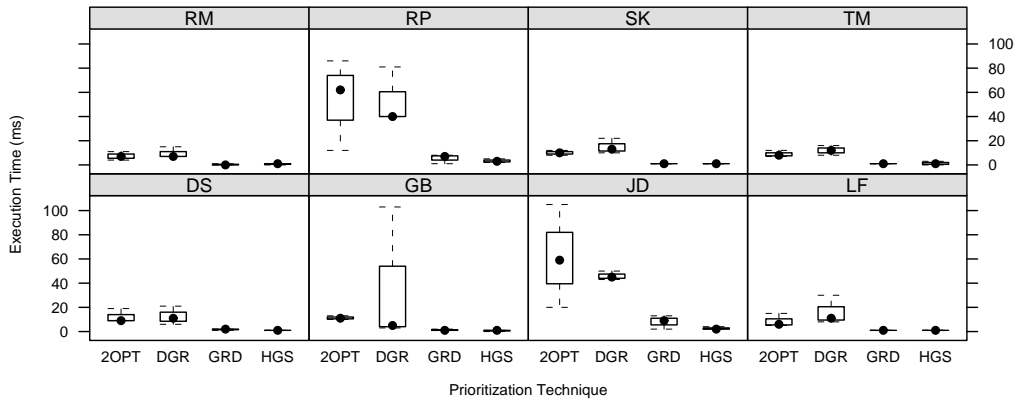 RM RP SK TM
100
80
60
40
20
0
DS GB JD LF
100
80
60
40
20
0
Execution Time (ms)
2OPT DGR GRD HGS 2OPT DGR GRD HGS 2OPT DGR GRD HGS 2OPT DGR GRD HGS
Prioritization Technique